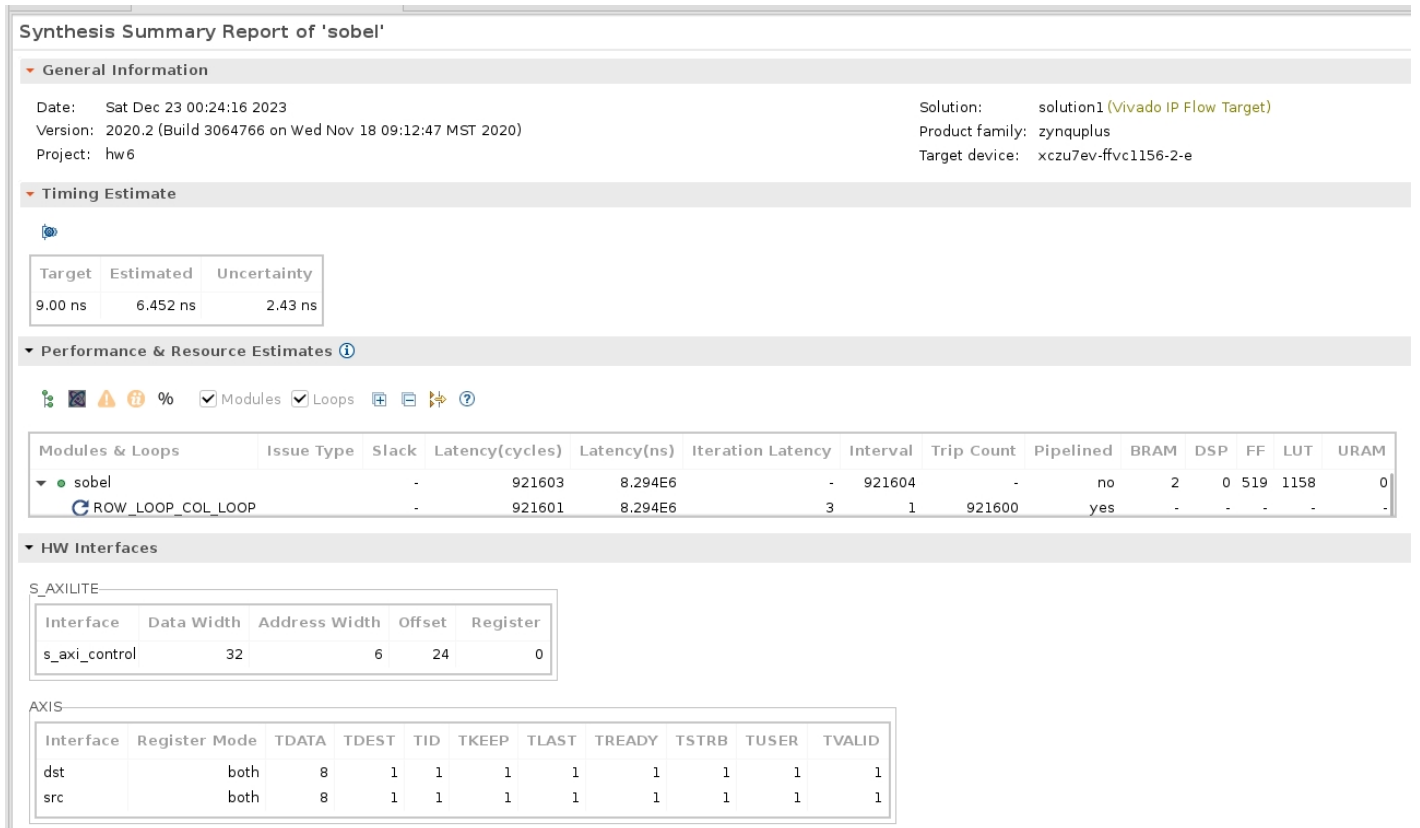 Synthesis Summary Report of 'sobel'
General Information
Date: Sat Dec 23 00:24:16 2023 Solution: solution1 (Vivado IP Flow Target)
Version: 2020.2 (Build 3064766 on Wed Nov 18 09:12:47 MST 2020) Product family: zynquplus
Project: hw6 Target device: xczu7ev-ffvc1156-2-e
Timing Estimate
Target Estimated Uncertainty
9.00 ns 6.452 ns 2.43 ns
Performance & Resource Estimates
% Modules Loops
Modules & Loops Issue Type Slack Latency(cycles) Latency(ns) Iteration Latency Interval Trip Count Pipelined BRAM DSP FF LUT URAM
sobel - 921603 8.294E6 - 921604 - no 2 0 519 1158 0
ROW_LOOP_COL_LOOP - 921601 8.294E6 3 1 921600 yes - - - - -
HW Interfaces
S_AXILITE
Interface Data Width Address Width Offset Register
s_axi_control 32 6 24 0
AXIS
Interface Register Mode TDATA TDEST TID TKEEP TLAST TREADY TSTRB TUSER TVALID
dst both 8 1 1 1 1 1 1 1 1
src both 8 1 1 1 1 1 1 1 1